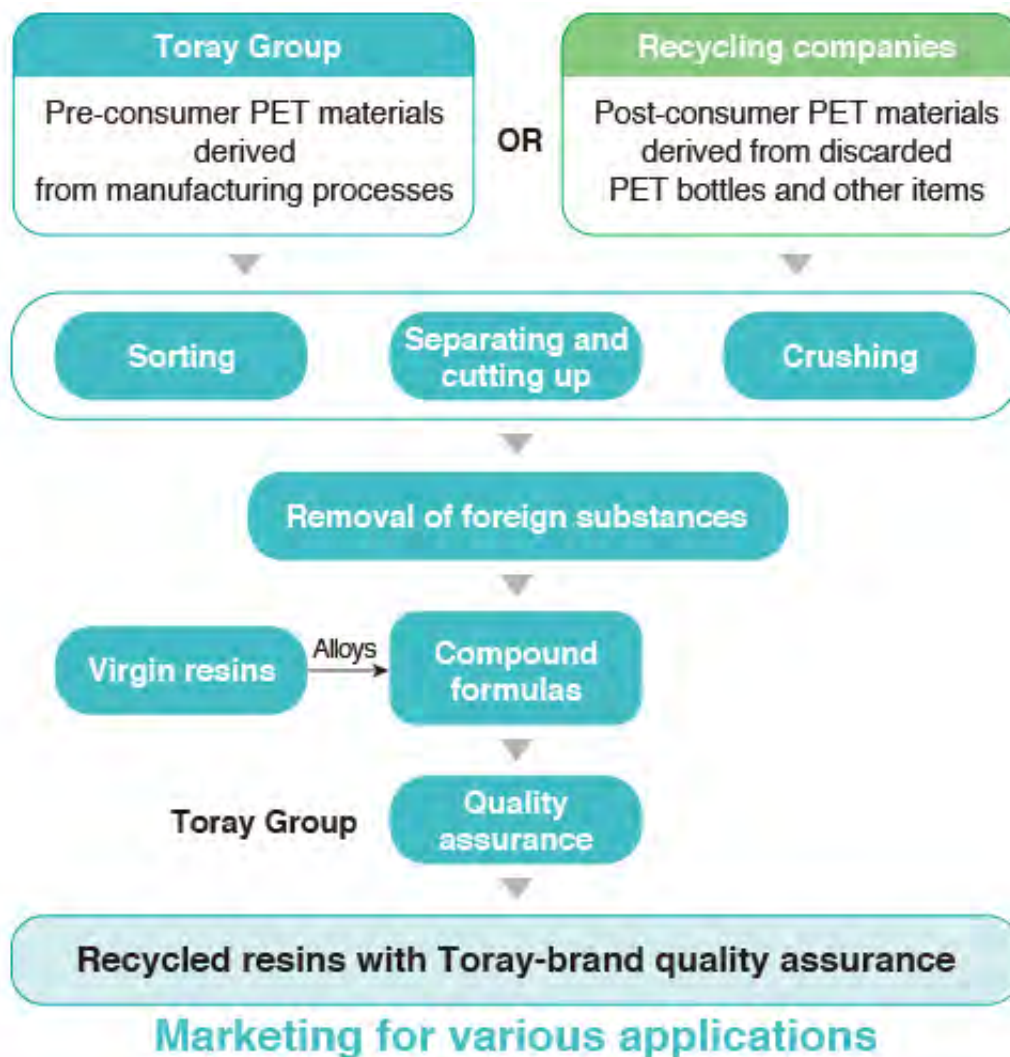 Toray Group
Pre-consumer PET materials
derived
from manufacturing processes
OR
Recycling companies
Post-consumer PET materials
derived from discarded
PET bottles and other items
Sorting
Separating and
cutting up
Crushing
Removal of foreign substances
Virgin resins
Alloys
Compound
formulas
Toray Group
Quality
assurance
Recycled resins with Toray-brand quality assurance
Marketing for various applications